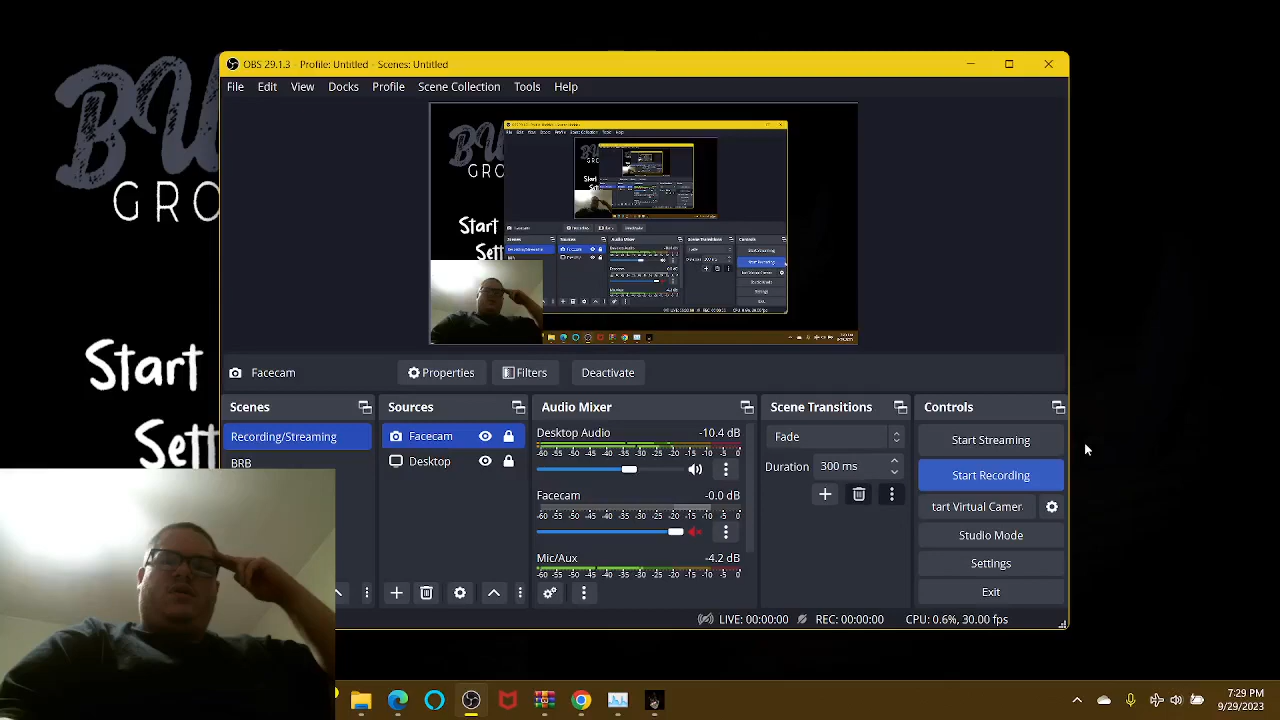 OBS 29.1.3 - Profile: Untitled - Scenes: Untitled
File Edit View Docks Profile Scene Collection Tools Help
GRO
Start
Sett
Facecam Properties Filters Deactivate
Scenes Sources Audio Mixer Scene Transitions Controls
Recording/Streaming
BRB
Facecam
Desktop
Desktop Audio -10.4 dB
-60 -55 -50 -45 -40 -35 -30 -25 -20 -15 -10 -5 0
Facecam -0.0 dB
-60 -55 -50 -45 -40 -35 -30 -25 -20 -15 -10 -5 0
Mic/Aux -4.2 dB
-60 -55 -50 -45 -40 -35 -30 -25 -20 -15 -10 -5 0
Fade
Duration 300 ms
Start Streaming
Start Recording
tart Virtual Camer
Studio Mode
Settings
Exit
LIVE: 00:00:00 REC: 00:00:00 CPU: 0.6%, 30.00 fps
7:29 PM
9/29/2023